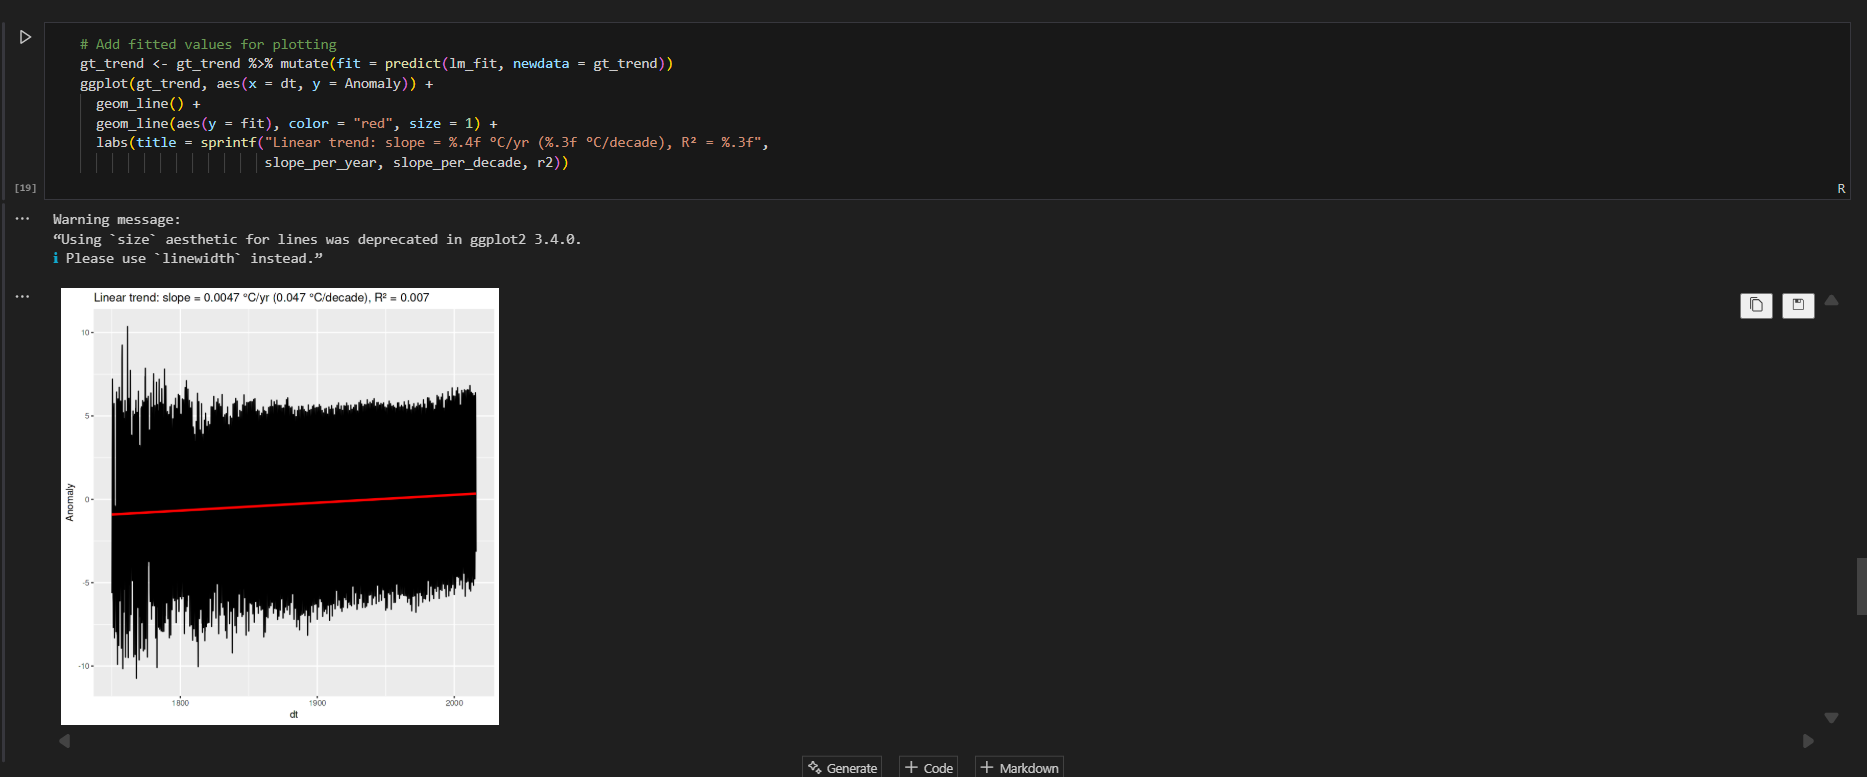 # Add fitted values for plotting
gt_trend <- gt_trend %>% mutate(fit = predict(lm_fit, newdata = gt_trend))
ggplot(gt_trend, aes(x = dt, y = Anomaly)) +
geom_line() +
geom_line(aes(y = fit), color = "red", size = 1) +
labs(title = sprintf("Linear trend: slope = %.4f °C/yr (%.3f °C/decade), R² = %.3f",
slope_per_year, slope_per_decade, r2))
[19]
R
Warning message:
“Using `size` aesthetic for lines was deprecated in ggplot2 3.4.0.
ℹ Please use `linewidth` instead.”
Linear trend: slope = 0.0047 °C/yr (0.047 °C/decade), R² = 0.007
10
5
0
-5
-10
Anomaly
1800 1900 2000
dt
Generate + Code + Markdown